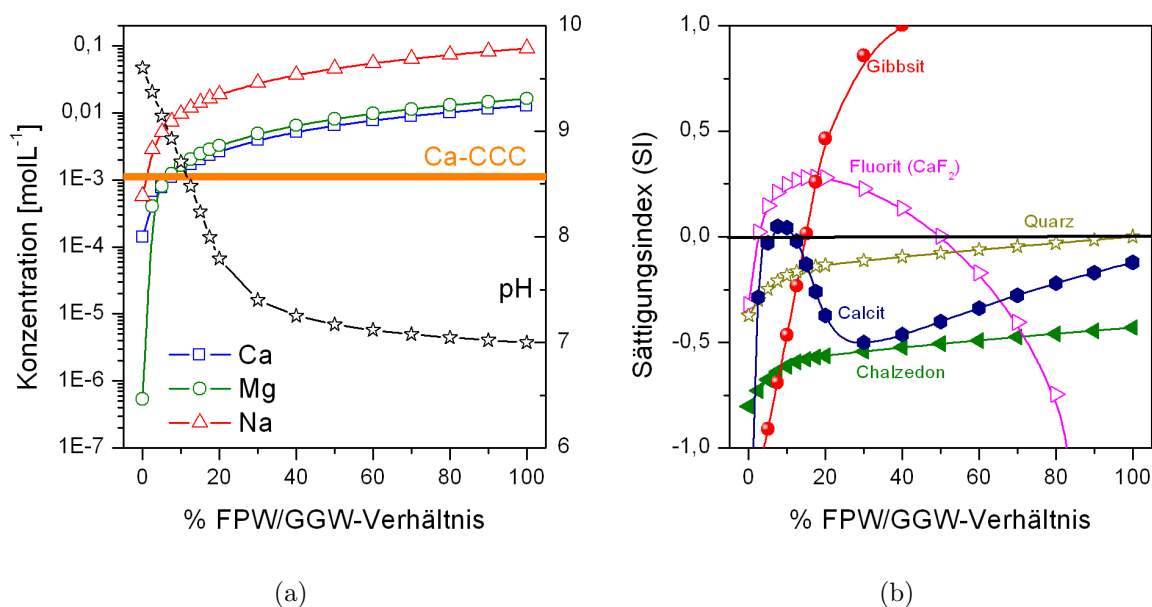 0,1
0,01
1E-3
1E-4
1E-5
1E-6
1E-7
Konzentration [molL⁻¹]
10
9
8
7
6
Ca-CCC
pH
Ca
Mg
Na
0 20 40 60 80 100
% FPW/GGW-Verhältnis
(a)
1,0
0,5
0,0
-0,5
-1,0
Sättigungsindex (SI)
Gibbsit
Fluorit (CaF₂)
Quarz
Calcit
Chalzedon
0 20 40 60 80 100
% FPW/GGW-Verhältnis
(b)